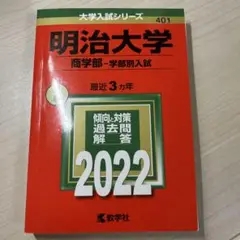 大学入試シリーズ
403
明治大学
商学部−学部別入試
最近3カ年
傾向と対策
過去問
解答
2022
教学社